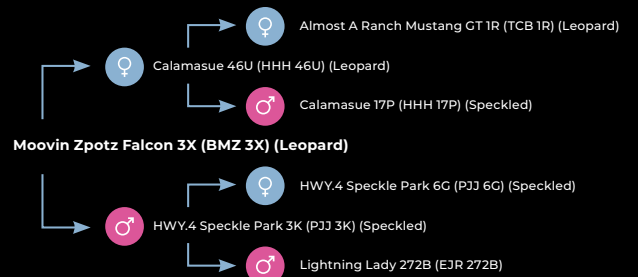 Almost A Ranch Mustang GT 1R (TCB 1R) (Leopard)
Calamasue 46U (HHH 46U) (Leopard)
Calamasue 17P (HHH 17P) (Speckled)
Moovin Zpotz Falcon 3X (BMZ 3X) (Leopard)
HWY.4 Speckle Park 6G (PJJ 6G) (Speckled)
HWY.4 Speckle Park 3K (PJJ 3K) (Speckled)
Lightning Lady 272B (EJR 272B)